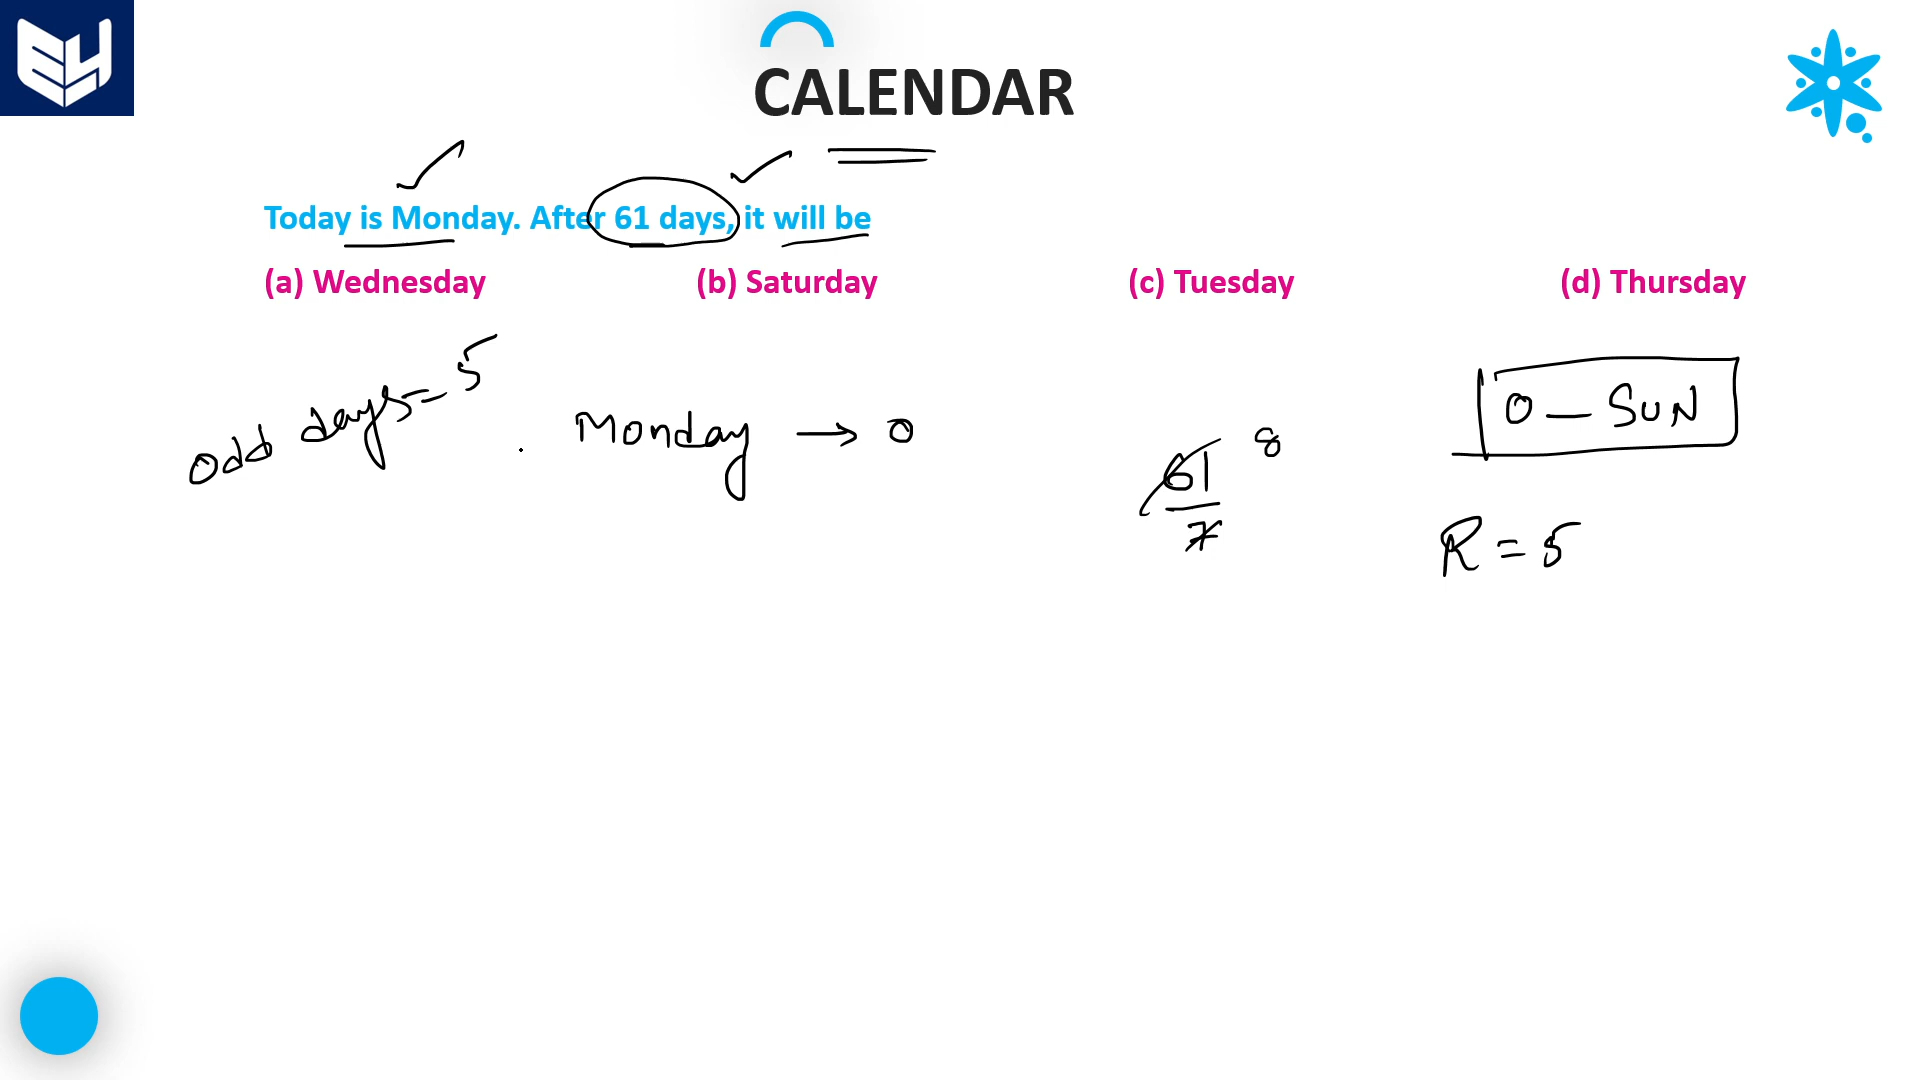 CALENDAR
Today is Monday. After 61 days, it will be
(a) Wednesday (b) Saturday (c) Tuesday (d) Thursday
odd days = 5
Monday → 0
61/7 8
0 — SUN
R = 5